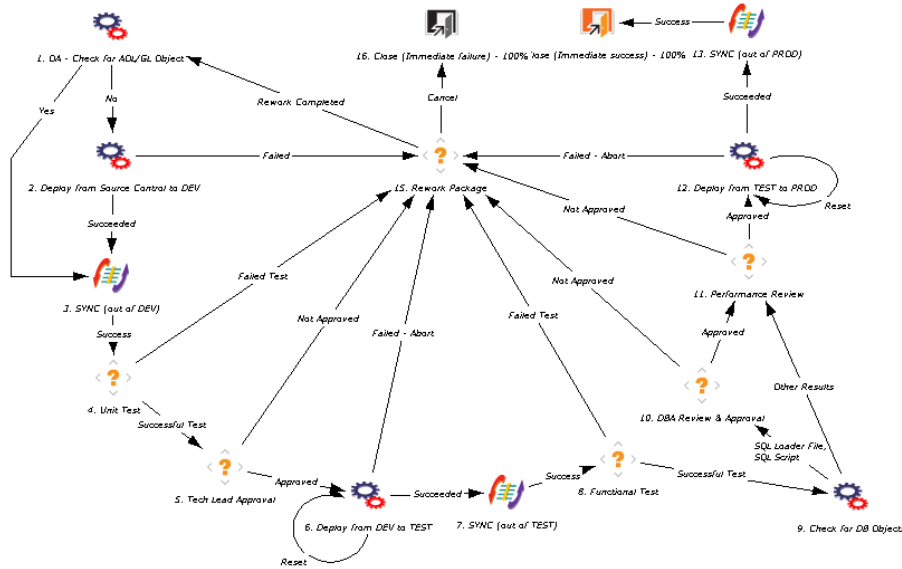 Success
1. OA - Check for AOL/GL Object
16. Close (Immediate failure) - 100%
lose (Immediate success) - 100%
13. SYNC (out of PROD)
Yes
No
Rework Completed
Cancel
Succeeded
Failed
Failed - Abort
2. Deploy from Source Control to DEV
15. Rework Package
12. Deploy from TEST to PROD
Reset
Succeeded
Not Approved
Approved
3. SYNC (out of DEV)
Failed Test
Not Approved
11. Performance Review
Success
Not Approved
Failed - Abort
Failed Test
Approved
Other Results
4. Unit Test
Successful Test
10. DBA Review & Approval
SQL Loader File,
SQL Script
5. Tech Lead Approval
Approved
Succeeded
Success
8. Functional Test
Successful Test
6. Deploy from DEV to TEST
7. SYNC (out of TEST)
9. Check for DB Objec.
Reset